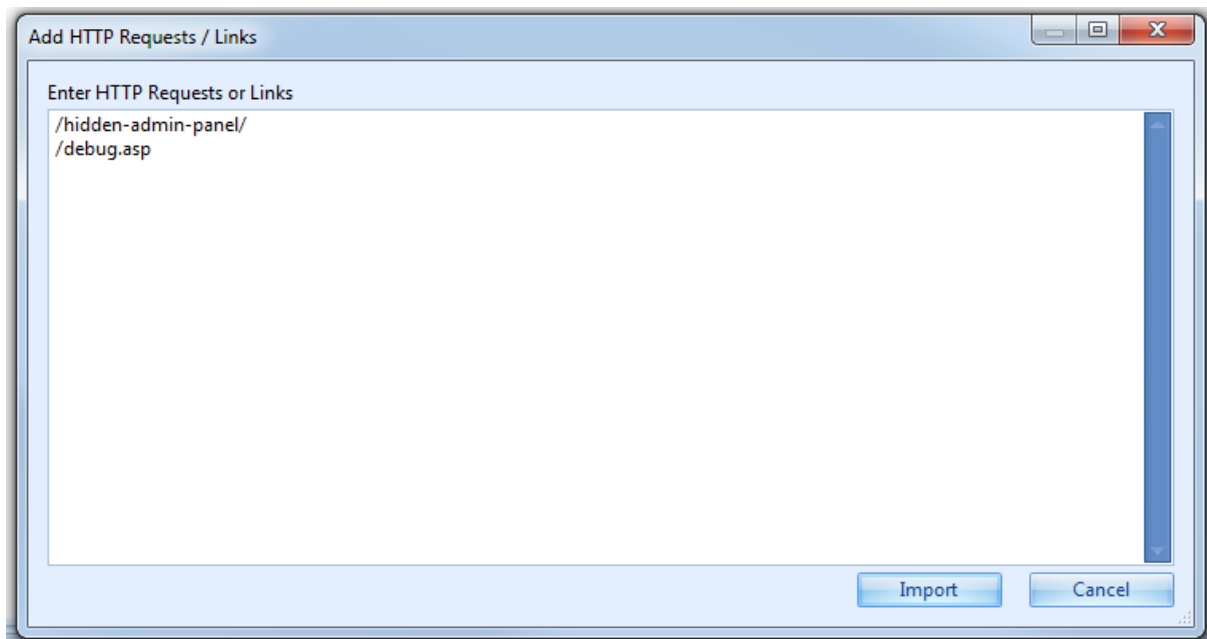 Add HTTP Requests / Links
Enter HTTP Requests or Links
/hidden-admin-panel/
/debug.asp
Import
Cancel